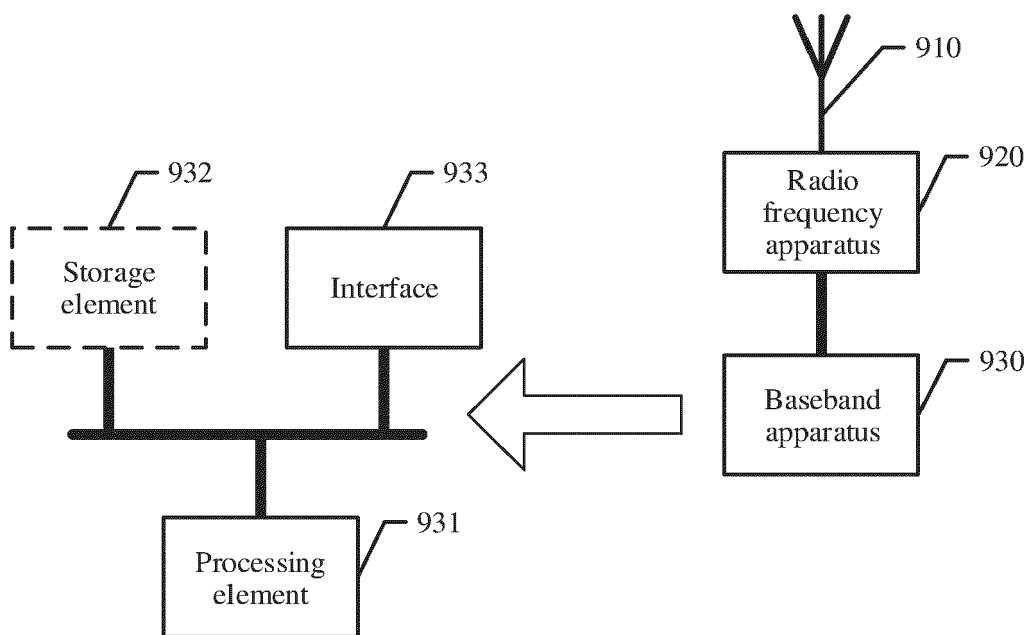 910
920
Radio
frequency
apparatus
932
933
Storage
element
Interface
930
Baseband
apparatus
931
Processing
element